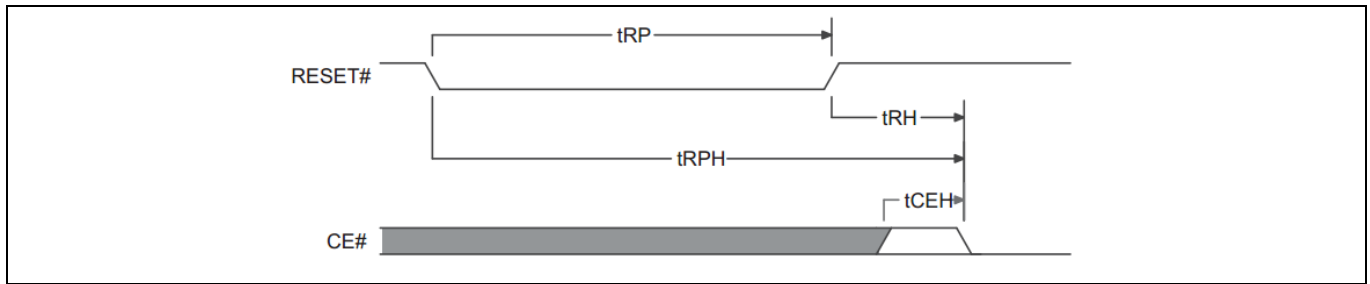 tRP
RESET#
tRH
tRPH
tCEH
CE#